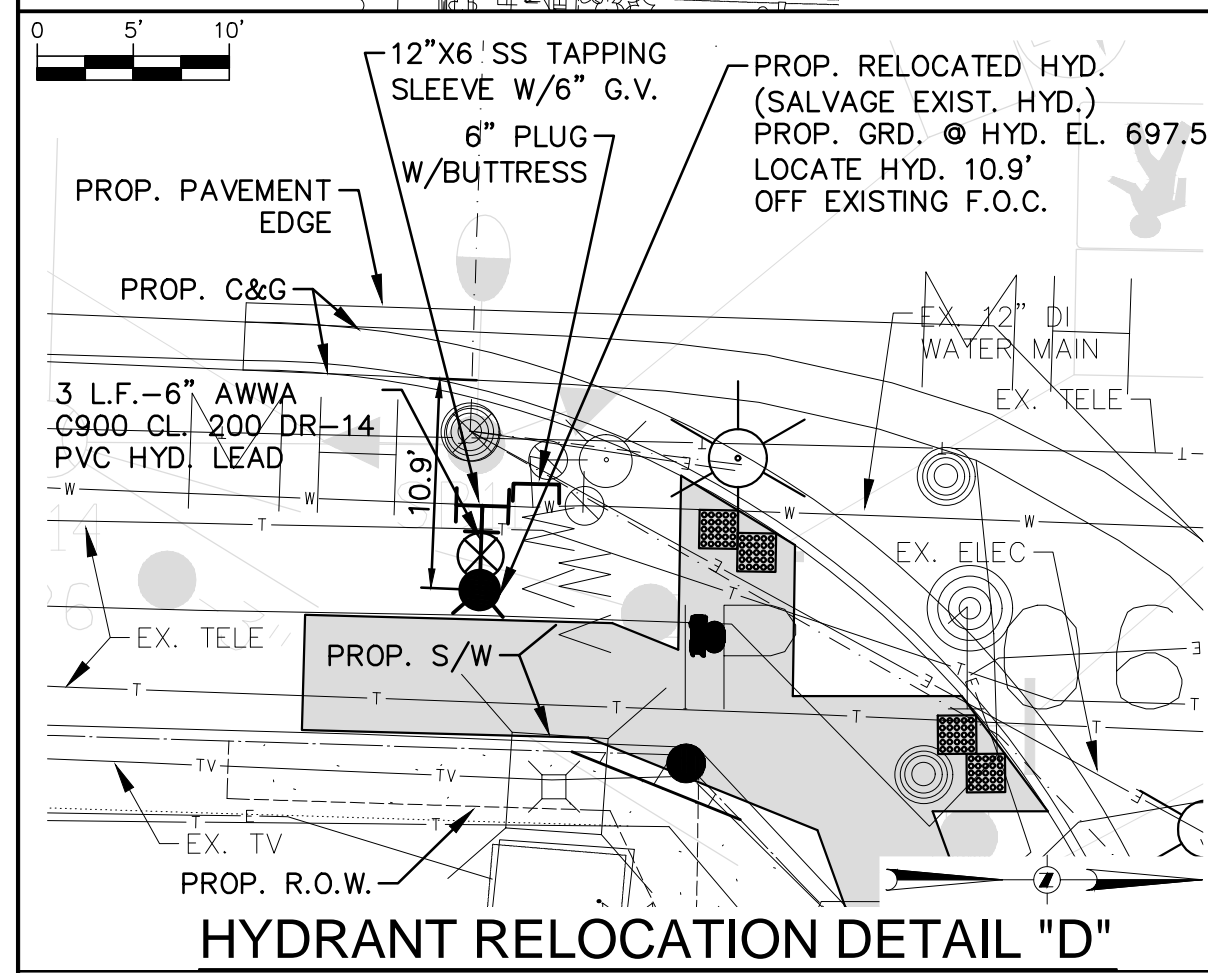 0 5' 10'
12"X6 SS TAPPING
SLEEVE W/6" G.V.
6" PLUG
W/BUTTRESS
PROP. RELOCATED HYD.
(SALVAGE EXIST. HYD.)
PROP. GRD. @ HYD. EL. 697.5
LOCATE HYD. 10.9'
OFF EXISTING F.O.C.
PROP. PAVEMENT
EDGE
PROP. C&G
3 L.F.-6" AWWA
C900 CL. 200 DR-14
PVC HYD. LEAD
10.9'
EX. 12" DI
WATER MAIN
EX. TELE
EX. ELEC
EX. TELE
PROP. S/W
EX. TV
PROP. R.O.W.
W W W W W
T T T T
T T T T T
TV TV
E T T
Z
HYDRANT RELOCATION DETAIL "D"